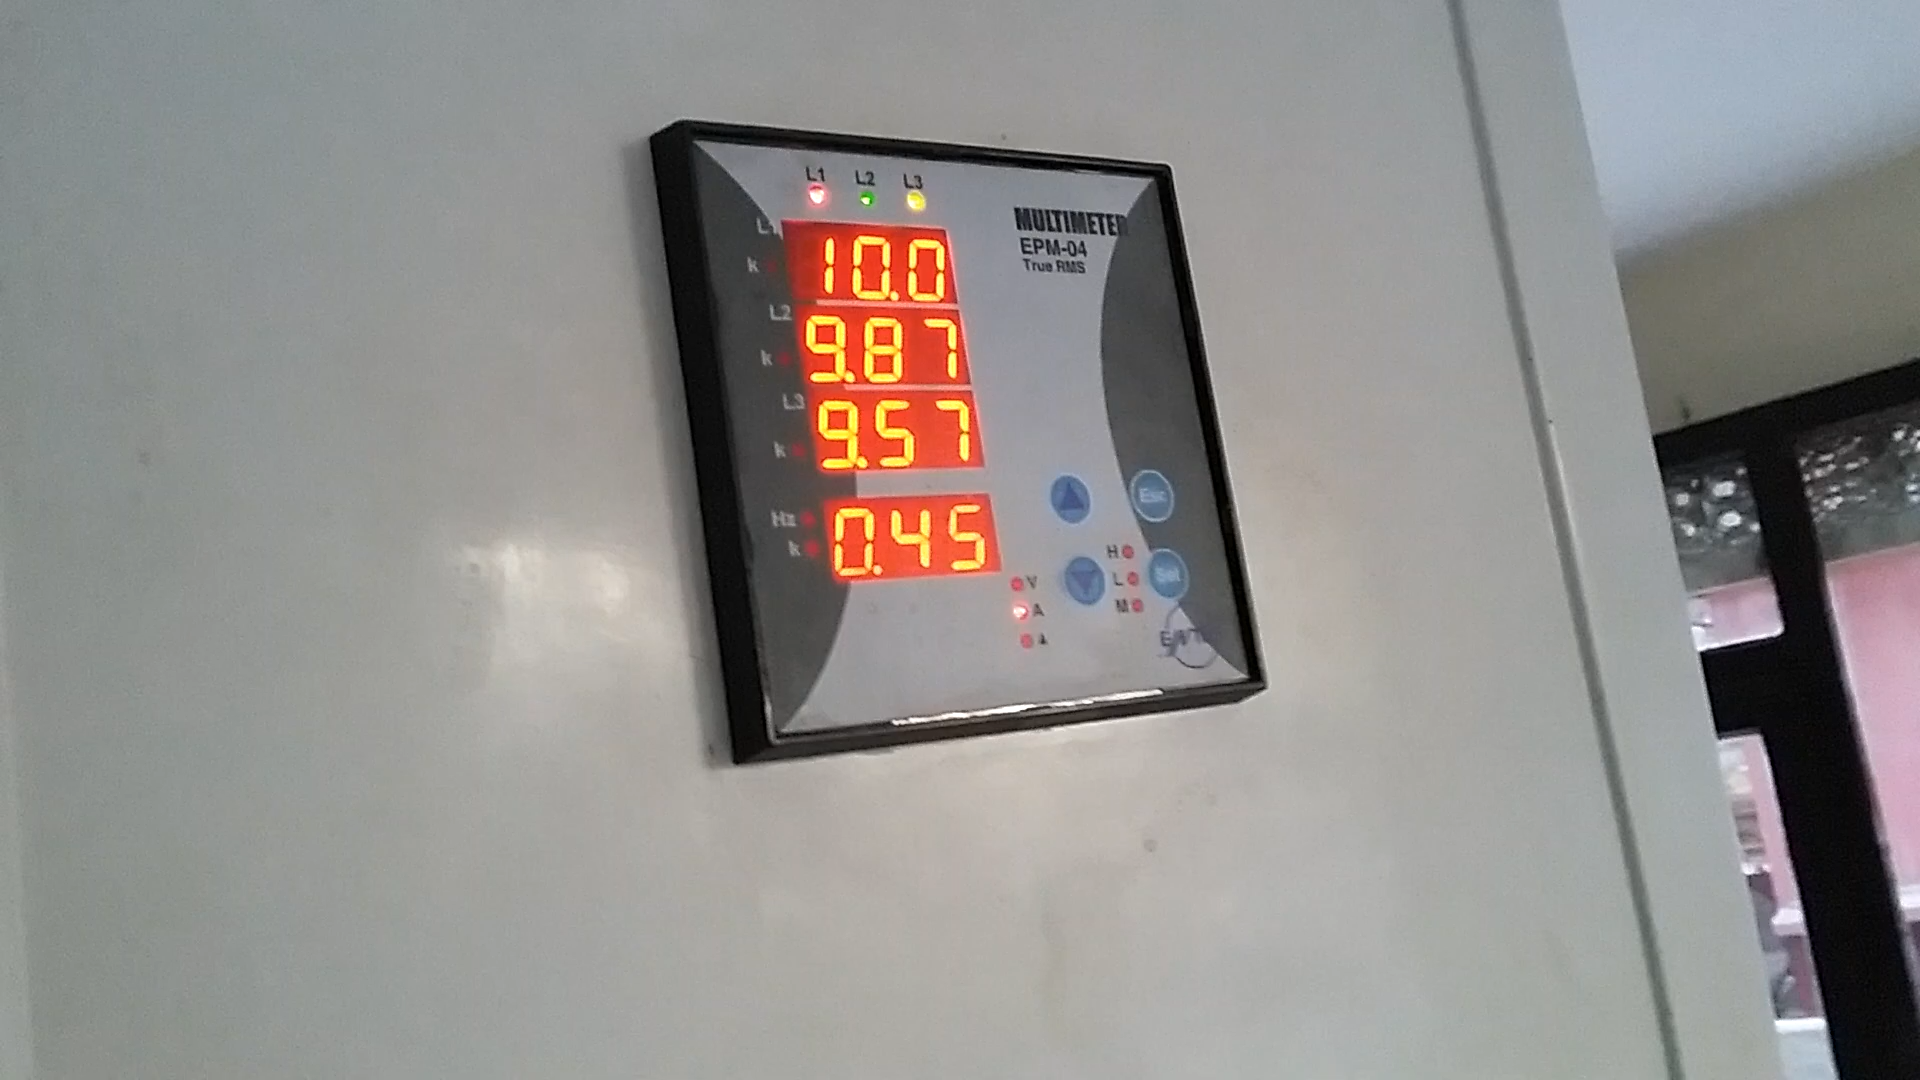 L1 L2 L3
MULTIMETER
EPM-04
True RMS
L1
10.0
k
L2
9.87
k
L3
9.57
k
Hz
0.45
k
Esc
Set
H
L
M
V
A